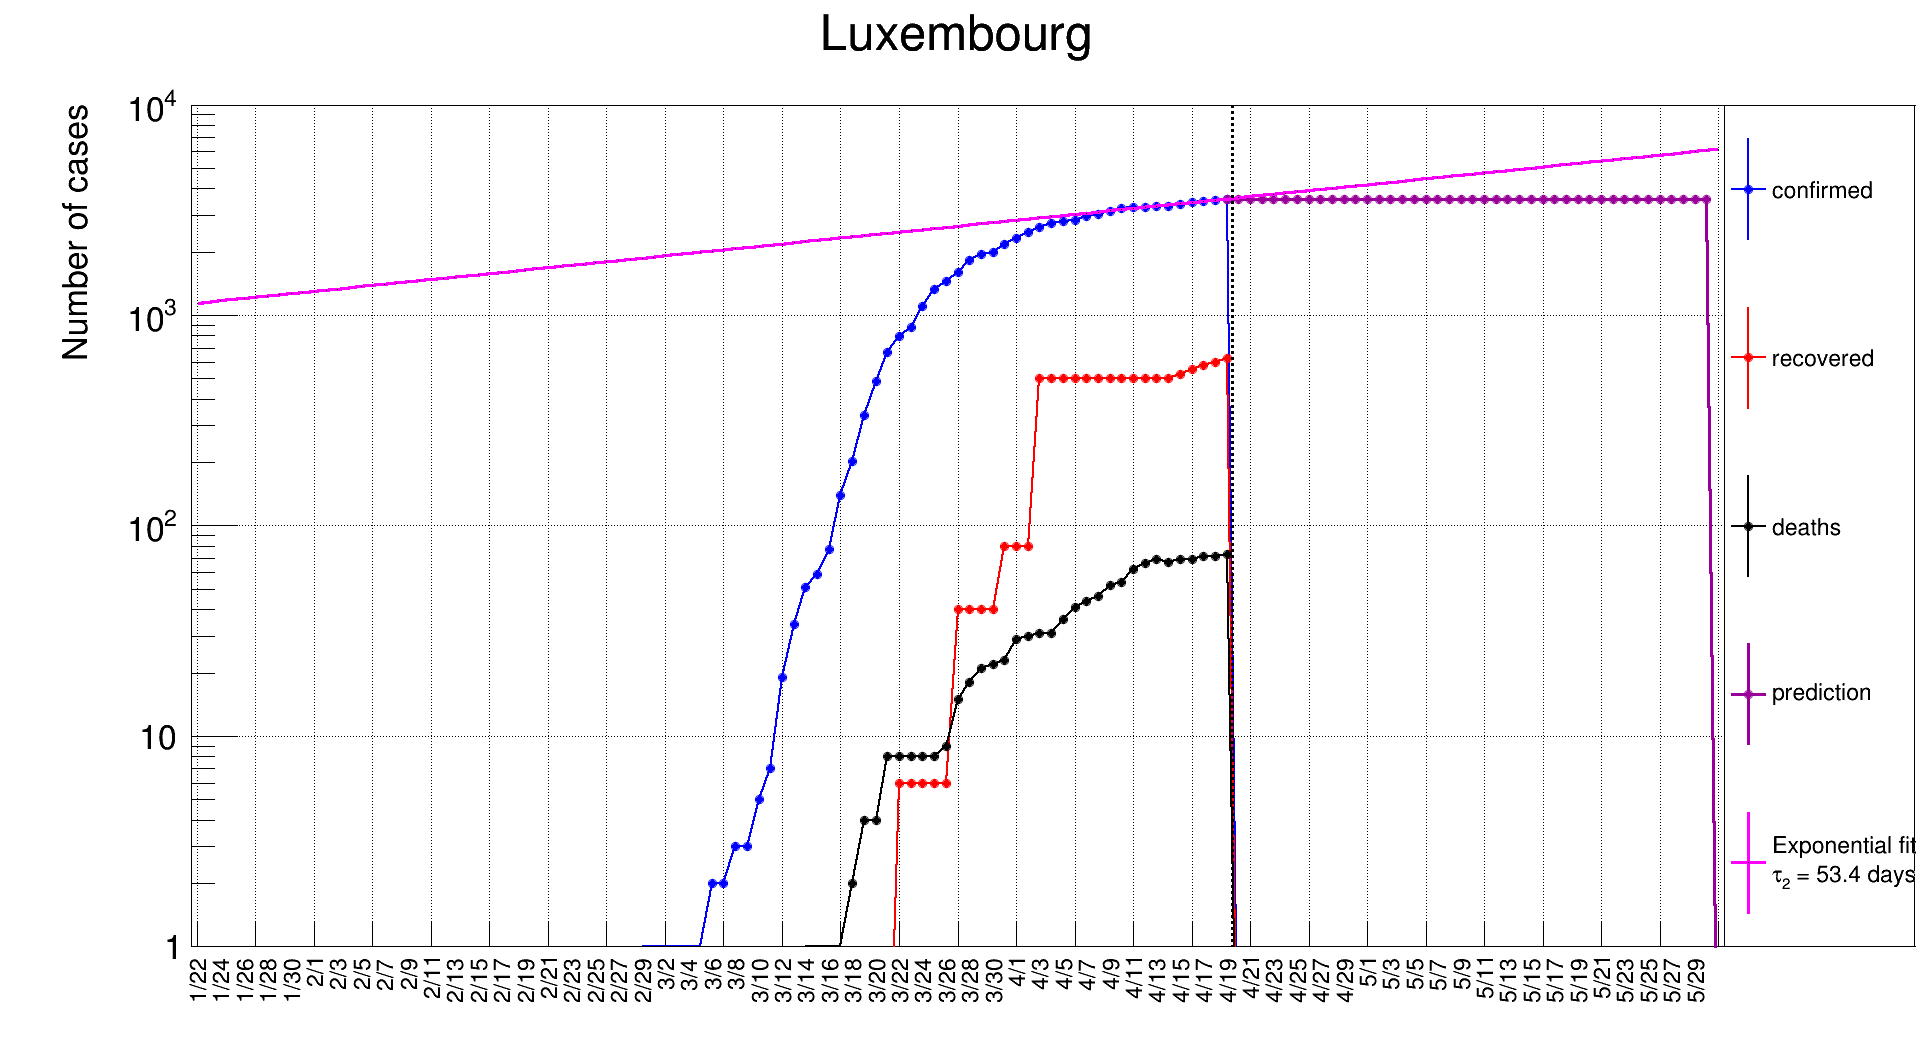 Luxembourg
Number of cases
10^4
10^3
10^2
10
1
1/22 1/24 1/26 1/28 1/30 2/1 2/3 2/5 2/7 2/9 2/11 2/13 2/15 2/17 2/19 2/21 2/23 2/25 2/27 2/29 3/2 3/4 3/6 3/8 3/10 3/12 3/14 3/16 3/18 3/20 3/22 3/24 3/26 3/28 3/30 4/1 4/3 4/5 4/7 4/9 4/11 4/13 4/15 4/17 4/19 4/21 4/23 4/25 4/27 4/29 5/1 5/3 5/5 5/7 5/9 5/11 5/13 5/15 5/17 5/19 5/21 5/23 5/25 5/27 5/29
confirmed
recovered
deaths
prediction
Exponential fit
τ_2 = 53.4 days